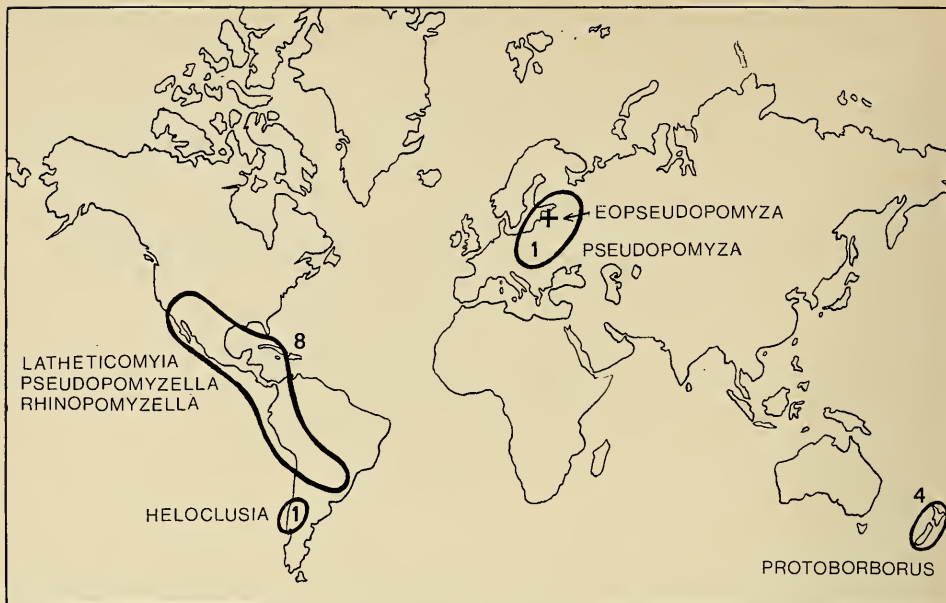 EOPSEUDOPOMYZA
1 PSEUDOPOMYZA
8
LATHETICOMYIA
PSEUDOPOMYZELLA
RHINOPOMYZELLA
HELOCLUSIA 1
4
PROTOBORBORUS